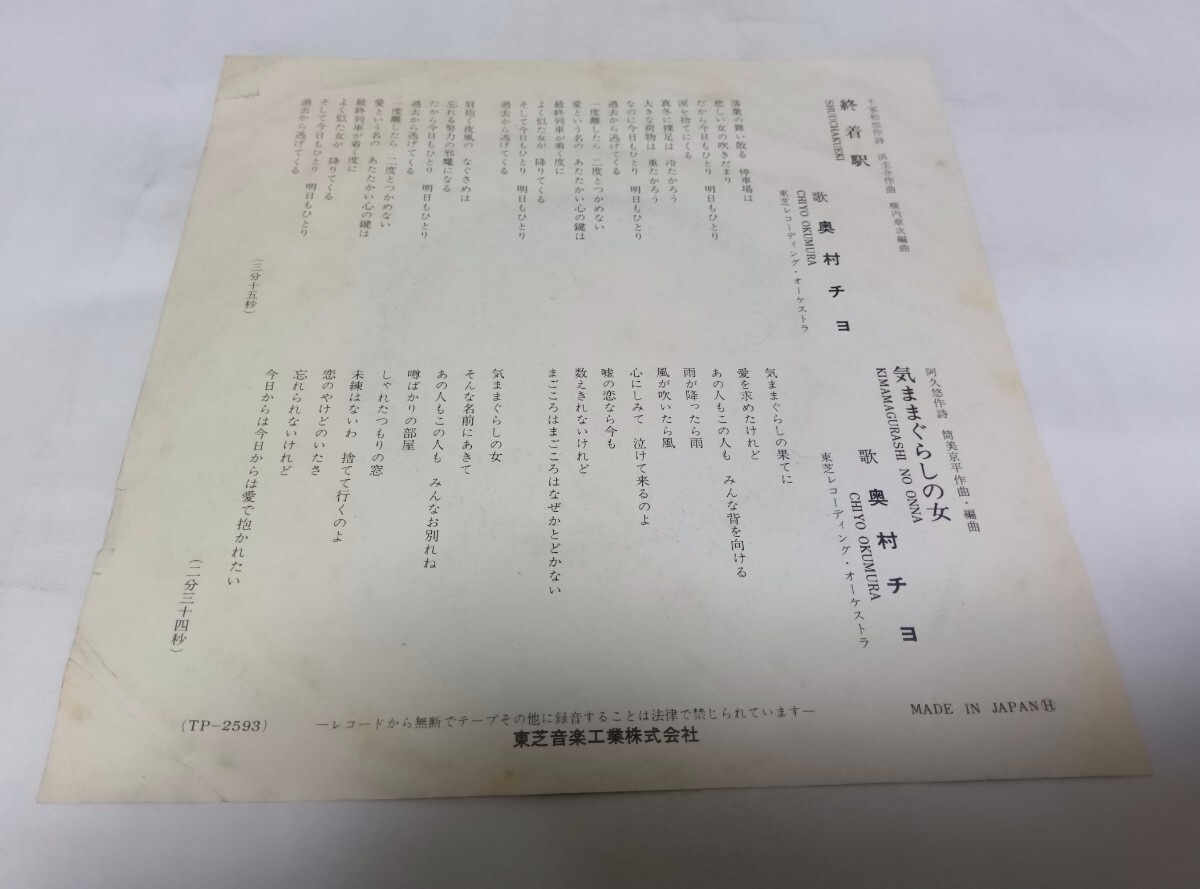 千家和也作詩 浜圭介作曲 横内章次編曲
終着駅
SHUUCHAKUEKI
歌 奥村チヨ
CHIYO OKUMURA
東芝レコーディング・オーケストラ
落葉の舞い散る 停車場は
悲しい女の吹きだまり
だから今日もひとり 明日もひとり
涙を捨てにくる
真冬に裸足は 冷たかろう
大きな荷物は 重たかろう
なのに今日もひとり 明日もひとり
過去から逃げてくる
一度離したら 二度とつかめない
愛という名の あたたかい心の鍵は
最終列車が着く度に
よく似た女が 降りてくる
そして今日もひとり 明日もひとり
過去から逃げてくる
肩抱く夜風の なぐさめは
忘れる努力の邪魔になる
だから今日もひとり 明日もひとり
過去から逃げてくる
一度離したら 二度とつかめない
愛という名の あたたかい心の鍵は
最終列車が着く度に
よく似た女が 降りてくる
そして今日もひとり 明日もひとり
過去から逃げてくる
(三分十五秒)
阿久悠作詩 筒美京平作曲・編曲
気ままぐらしの女
KIMAMAGURASHI NO ONNA
歌 奥村チヨ
CHIYO OKUMURA
東芝レコーディング・オーケストラ
気ままぐらしの果てに
愛を求めたけれど
あの人もこの人も みんな背を向ける
雨が降ったら雨
風が吹いたら風
心にしみて 泣けて来るのよ
嘘の恋なら今も
数えきれないけれど
まごころはまごころはなぜかとどかない
気ままぐらしの女
そんな名前にあきて
あの人もこの人も みんなお別れね
噂ばかりの部屋
しゃれたつもりの窓
未練はないわ 捨てて行くのよ
恋のやけどのいたさ
忘れられないけれど
今日からは今日からは愛で抱かれたい
(二分三十四秒)
(TP-2593)
―レコードから無断でテープその他に録音することは法律で禁じられています―
東芝音楽工業株式会社
MADE IN JAPAN Ⓗ